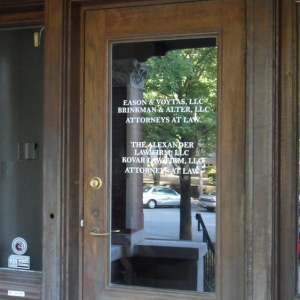 EASON & VOYTAS, LLC
BRINKMAN & ALTER, LLC
ATTORNEYS AT LAW
THE ALEXANDER
LAW FIRM, LLC
KOVAR LAW FIRM, LLC
ATTORNEYS AT LAW